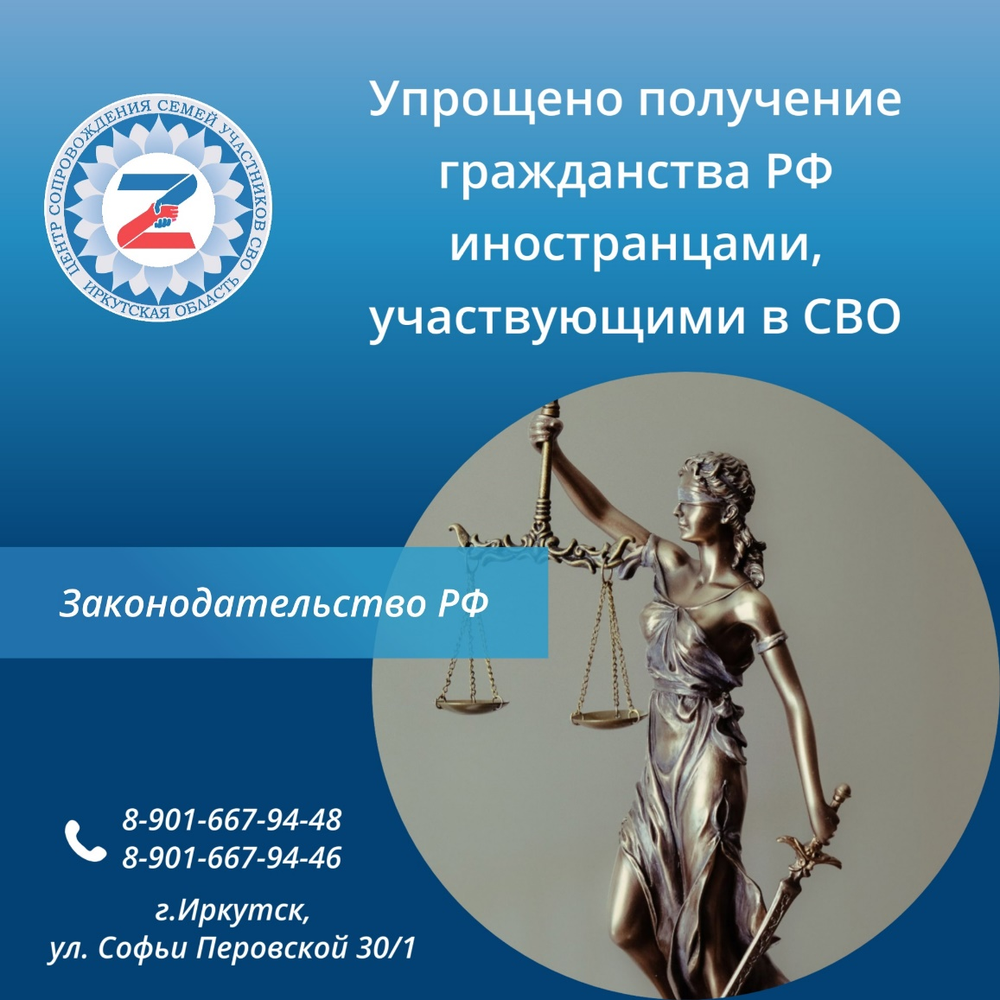 ЦЕНТР СОПРОВОЖДЕНИЯ СЕМЕЙ УЧАСТНИКОВ СВО
ИРКУТСКАЯ ОБЛАСТЬ
Упрощено получение
гражданства РФ
иностранцами,
участвующими в СВО
Законодательство РФ
8-901-667-94-48
8-901-667-94-46
г.Иркутск,
ул. Софьи Перовской 30/1